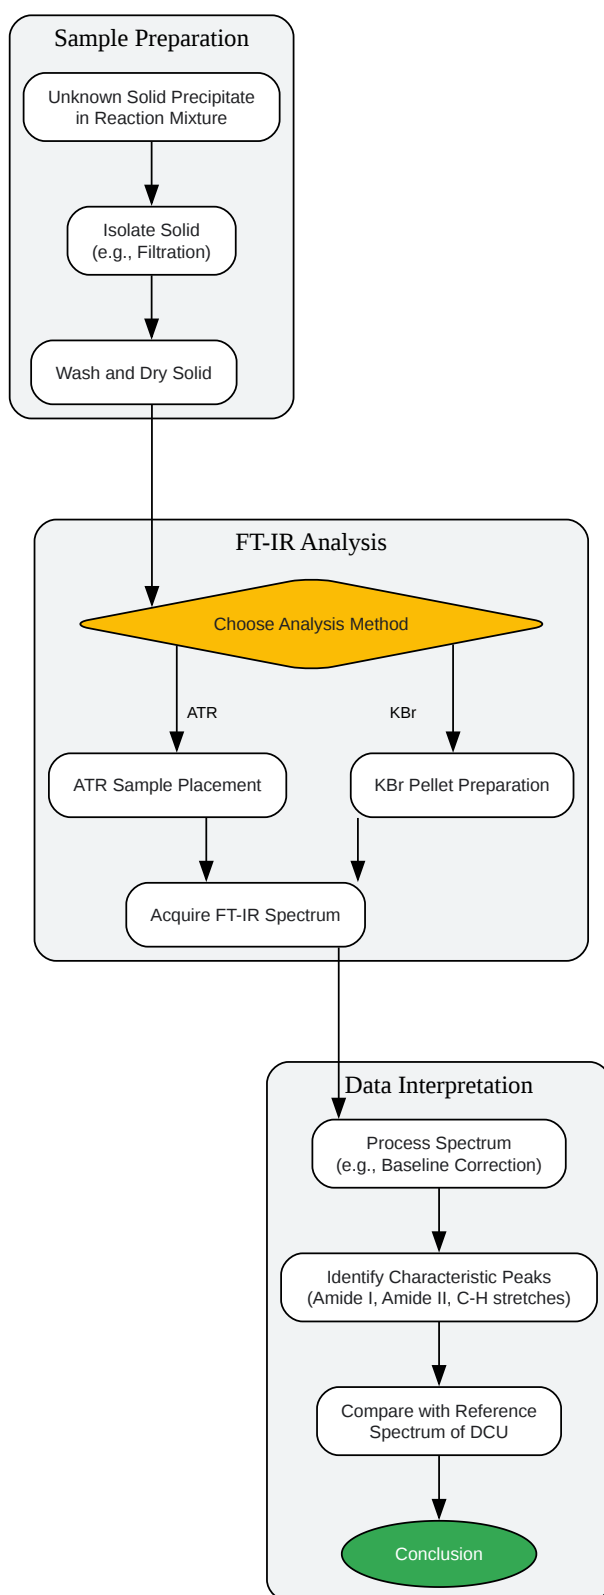 Sample Preparation
Unknown Solid Precipitate
in Reaction Mixture
Isolate Solid
(e.g., Filtration)
Wash and Dry Solid
FT-IR Analysis
Choose Analysis Method
ATR
KBr
ATR Sample Placement
KBr Pellet Preparation
Acquire FT-IR Spectrum
Data Interpretation
Process Spectrum
(e.g., Baseline Correction)
Identify Characteristic Peaks
(Amide I, Amide II, C-H stretches)
Compare with Reference
Spectrum of DCU
Conclusion